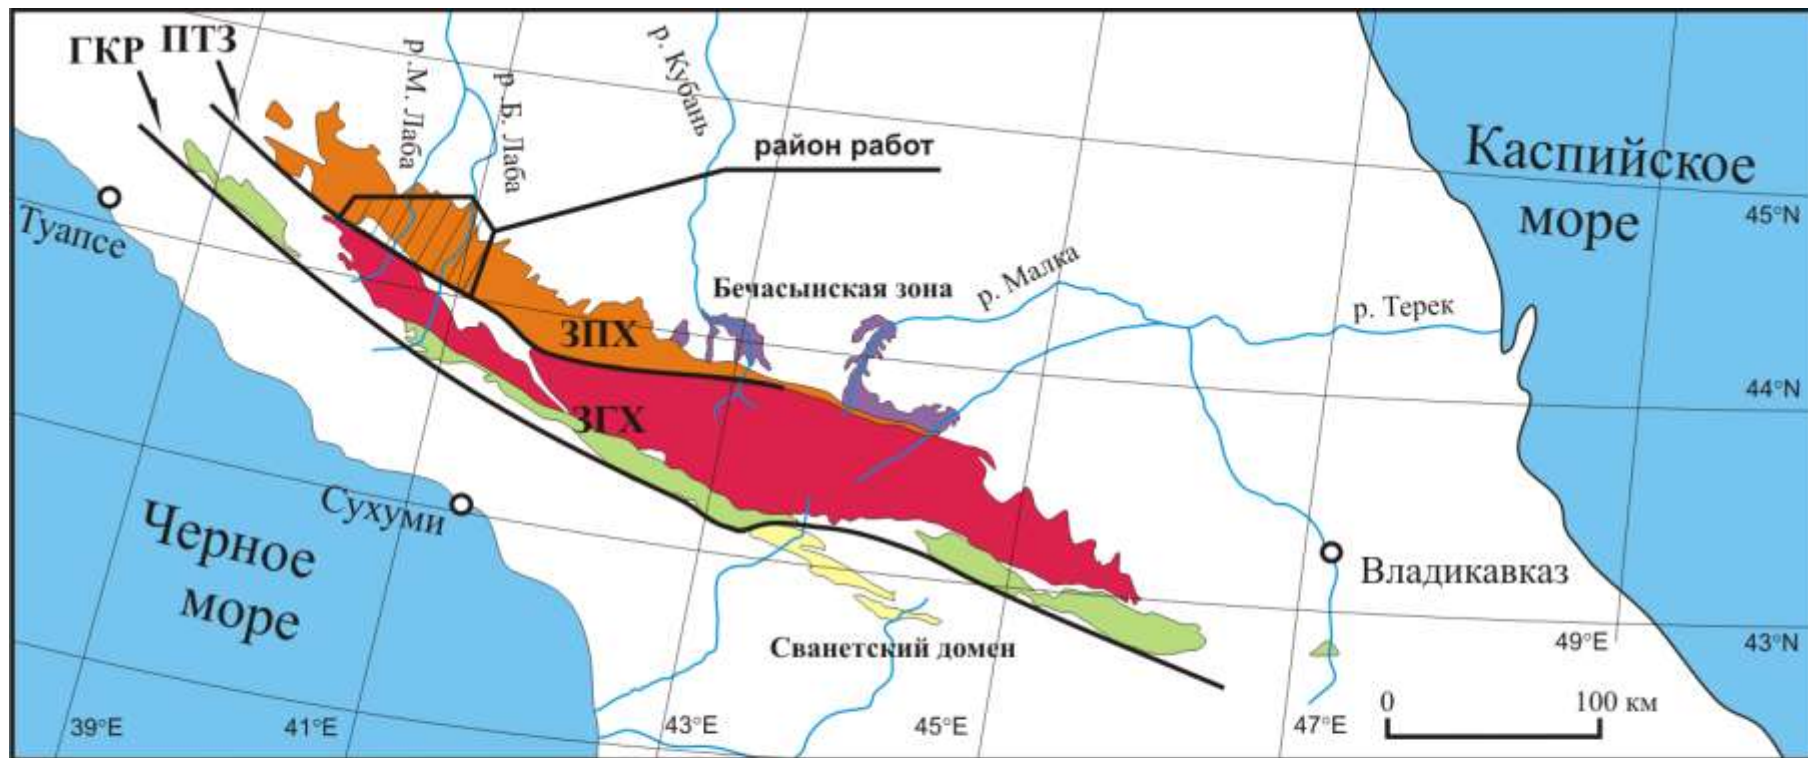 ГКР
ПТЗ
р .М. Лаба
р .Б. Лаба
р. Кубань
район работ
Каспийское
море
45°N
Туапсе
Бечасынская зона
р. Малка
р. Терек
ЗПХ
44°N
ЗГХ
Сухуми
Черное
море
Владикавказ
Сванетский домен
49°E
43°N
0
100 км
39°E
41°E
43°E
45°E
47°E